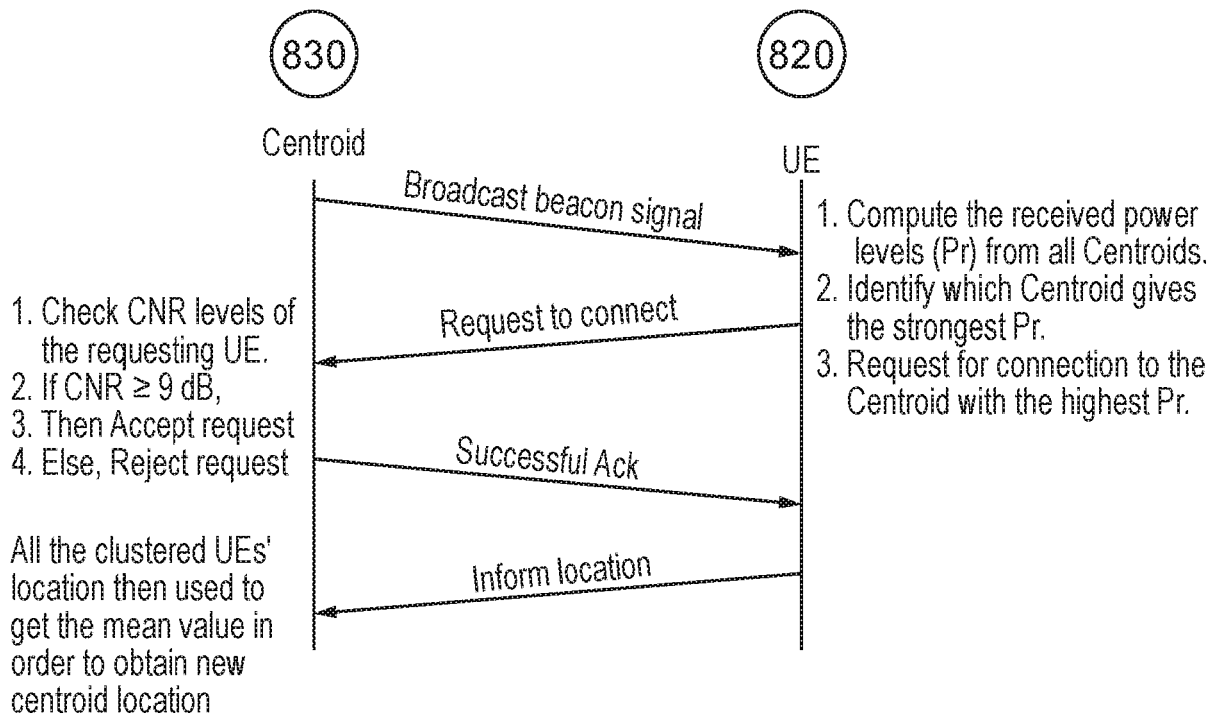 830
820
Centroid
UE
Broadcast beacon signal
1. Compute the received power
levels (Pr) from all Centroids.
2. Identify which Centroid gives
the strongest Pr.
3. Request for connection to the
Centroid with the highest Pr.
Request to connect
1. Check CNR levels of
the requesting UE.
2. If CNR ≥ 9 dB,
3. Then Accept request
4. Else, Reject request
Successful Ack
Inform location
All the clustered UEs'
location then used to
get the mean value in
order to obtain new
centroid location